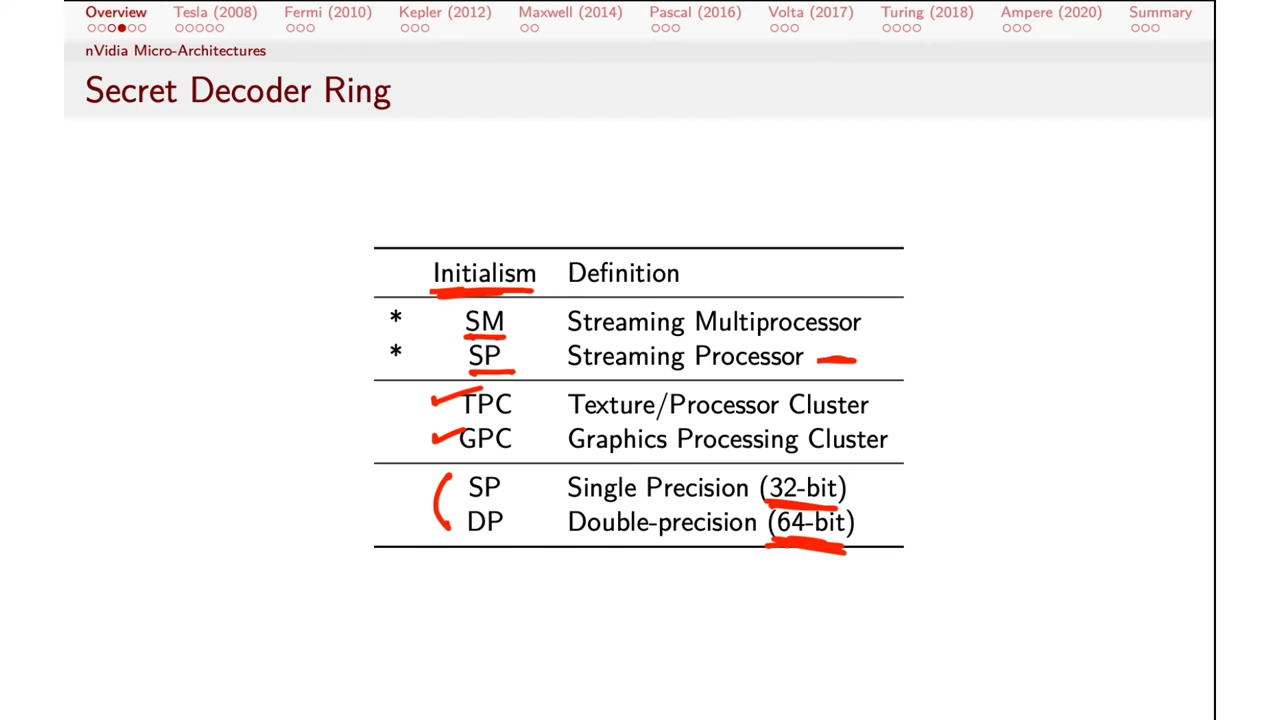 Overview Tesla (2008) Fermi (2010) Kepler (2012) Maxwell (2014) Pascal (2016) Volta (2017) Turing (2018) Ampere (2020) Summary
nVidia Micro-Architectures
Secret Decoder Ring
Initialism Definition
* SM Streaming Multiprocessor
* SP Streaming Processor
TPC Texture/Processor Cluster
GPC Graphics Processing Cluster
SP Single Precision (32-bit)
DP Double-precision (64-bit)